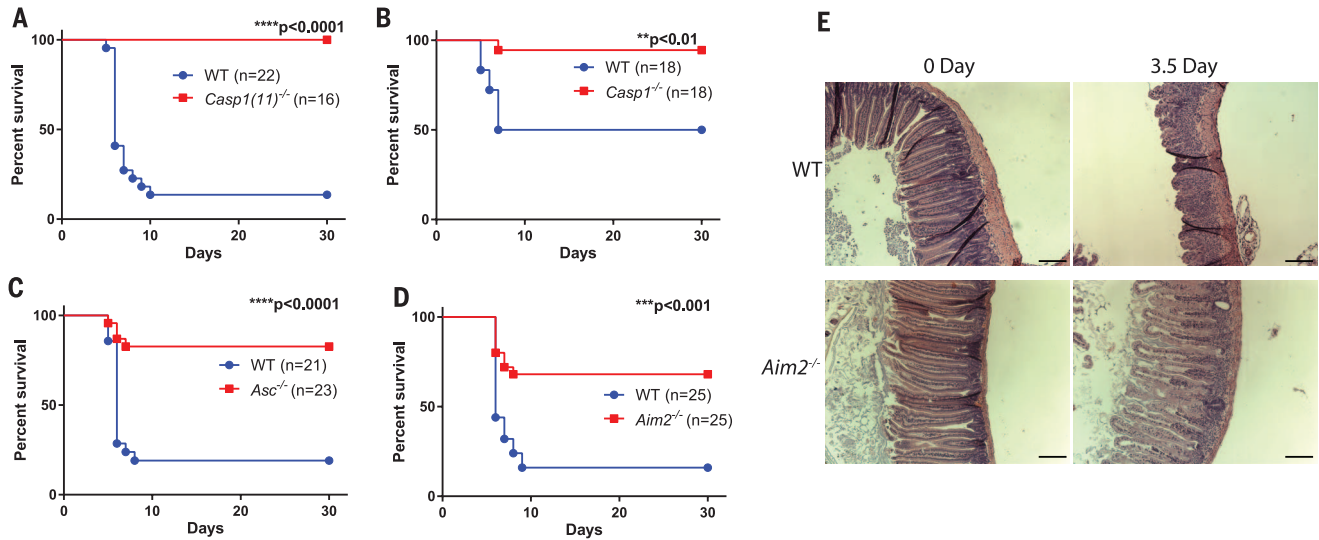 A
****p<0.0001
Percent survival
100
50
0
WT (n=22)
Casp1(11)-/- (n=16)
0 10 20 30
Days
B
**p<0.01
Percent survival
100
50
0
WT (n=18)
Casp1-/- (n=18)
0 10 20 30
Days
C
****p<0.0001
Percent survival
100
50
0
WT (n=21)
Asc-/- (n=23)
0 10 20 30
Days
D
***p<0.001
Percent survival
100
50
0
WT (n=25)
Aim2-/- (n=25)
0 10 20 30
Days
E
0 Day 3.5 Day
WT
Aim2-/-